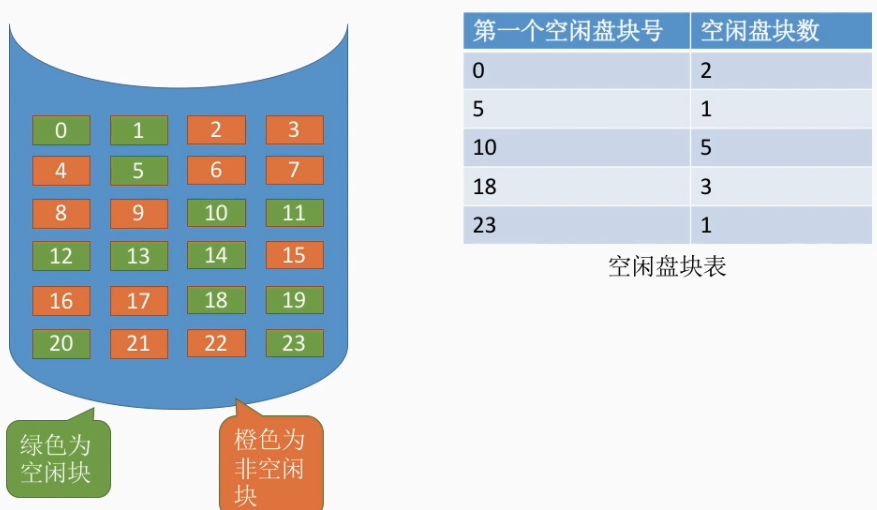 0 1 2 3
4 5 6 7
8 9 10 11
12 13 14 15
16 17 18 19
20 21 22 23
绿色为
空闲块
橙色为
非空闲
块
第一个空闲盘块号 空闲盘块数
0 2
5 1
10 5
18 3
23 1
空闲盘块表